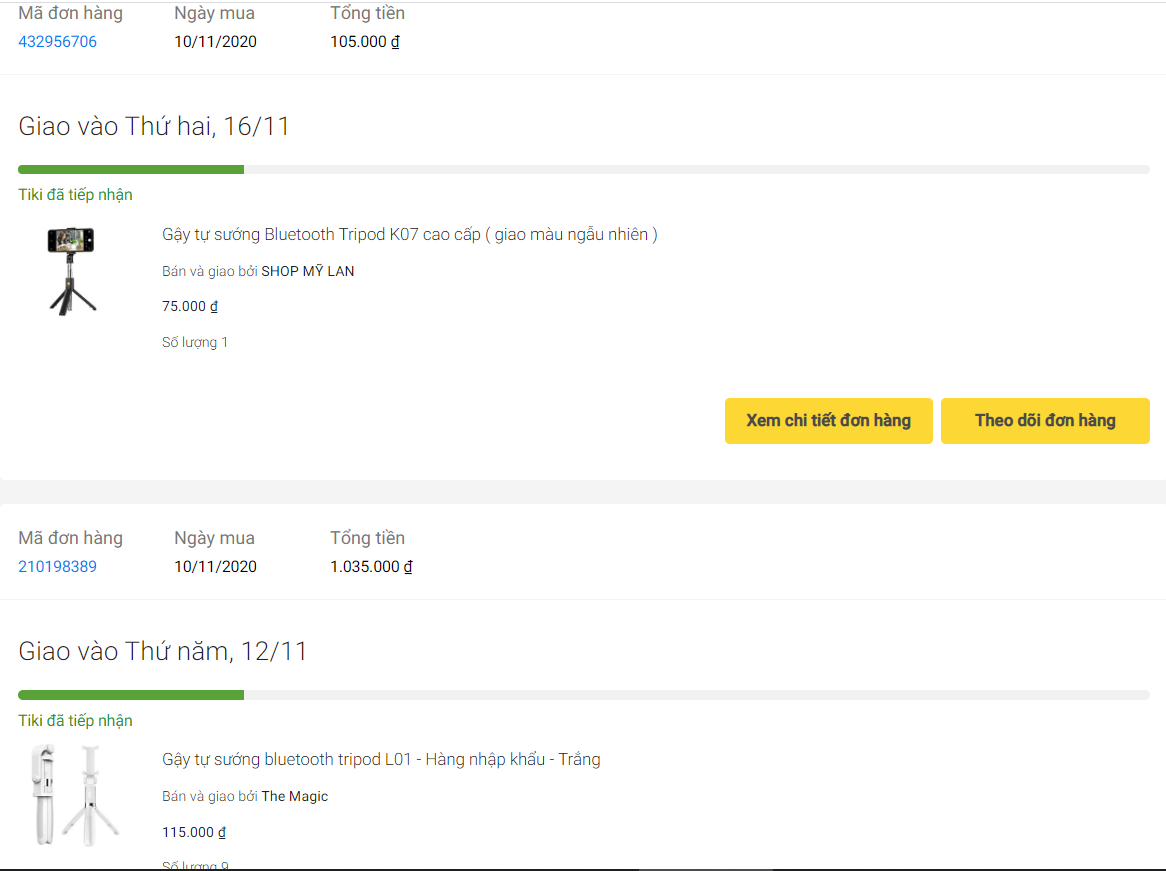 Mã đơn hàng Ngày mua Tổng tiền
432956706 10/11/2020 105.000 ₫
Giao vào Thứ hai, 16/11
Tiki đã tiếp nhận
Gậy tự sướng Bluetooth Tripod K07 cao cấp ( giao màu ngẫu nhiên )
Bán và giao bởi SHOP MỸ LAN
75.000 ₫
Số lượng 1
Xem chi tiết đơn hàng Theo dõi đơn hàng
Mã đơn hàng Ngày mua Tổng tiền
210198389 10/11/2020 1.035.000 ₫
Giao vào Thứ năm, 12/11
Tiki đã tiếp nhận
Gậy tự sướng bluetooth tripod L01 - Hàng nhập khẩu - Trắng
Bán và giao bởi The Magic
115.000 ₫
Số lượng 9